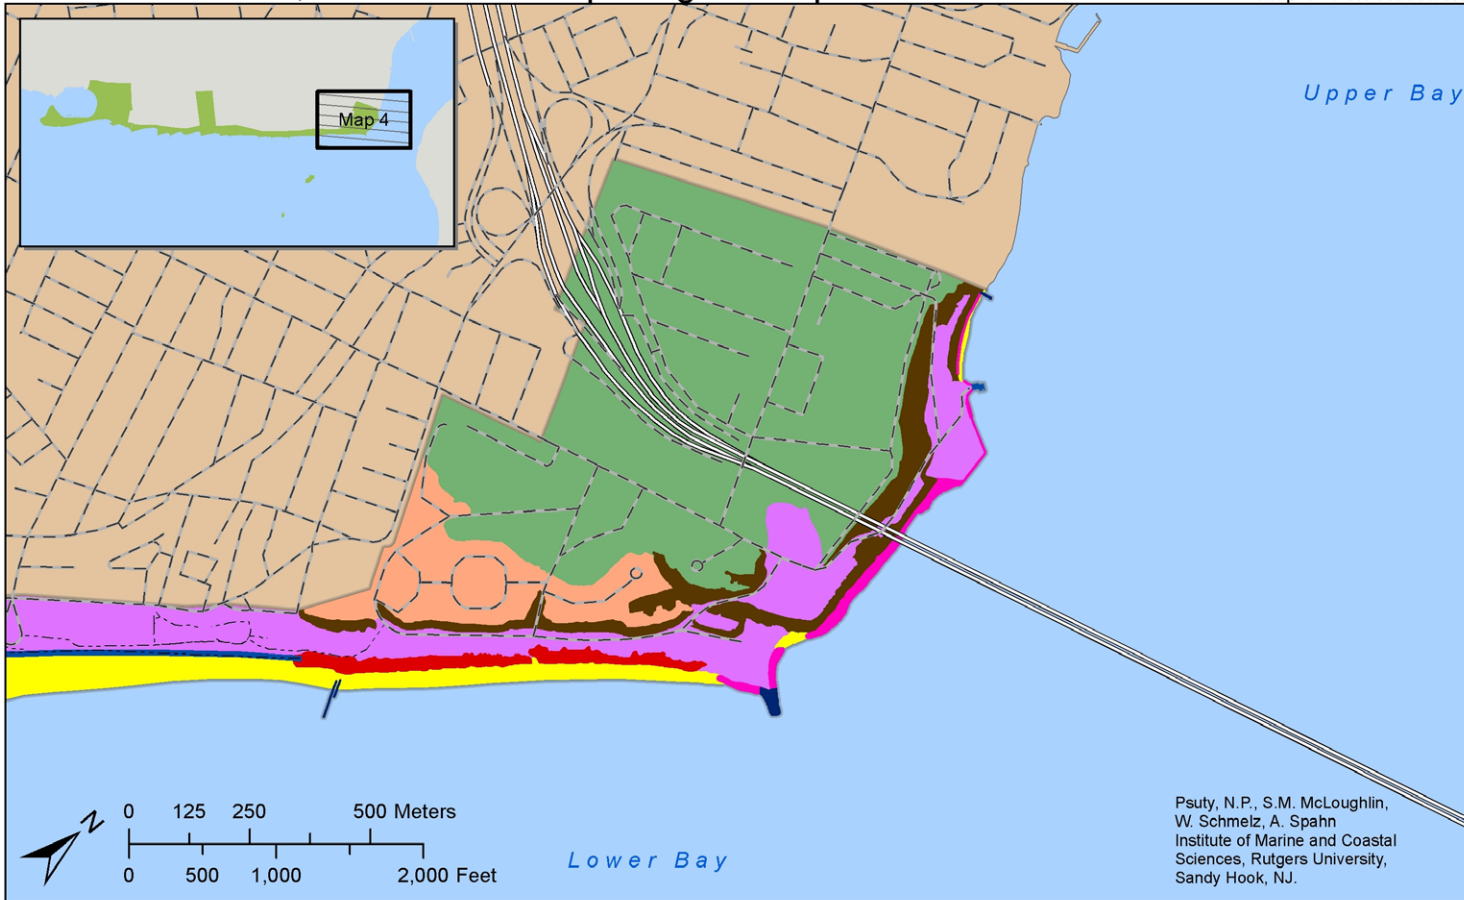 Map 4
Upper Bay
N
0 125 250 500 Meters
0 500 1,000 2,000 Feet
Lower Bay
Psuty, N.P., S.M. McLoughlin,
W. Schmelz, A. Spahn
Institute of Marine and Coastal
Sciences, Rutgers University,
Sandy Hook, NJ.